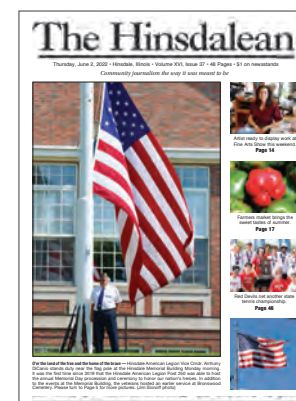 The Hinsdalean
Thursday, June 2, 2022 • Hinsdale, Illinois • Volume XVI, Issue 37 • 48 Pages • $1 on newsstands
Community journalism the way it was meant to be
Artist ready to display work at
Fine Arts Show this weekend.
Page 14
Farmers market brings the
sweet tastes of summer.
Page 17
Red Devils net another state
tennis championship.
Page 46
O'er the land of the free and the home of the brave — Hinsdale American Legion Vice Cmdr. Anthony
DiCanio stands duty near the flag pole at the Hinsdale Memorial Building Monday morning.
It was the first time since 2019 that the Hinsdale American Legion Post 250 was able to host
the annual Memorial Day procession and ceremony to honor our nation's heroes. In addition
to the events at the Memorial Building, the veterans hosted an earlier service at Bronswood
Cemetery. Please turn to Page 5 for more pictures. (Jim Slonoff photo)